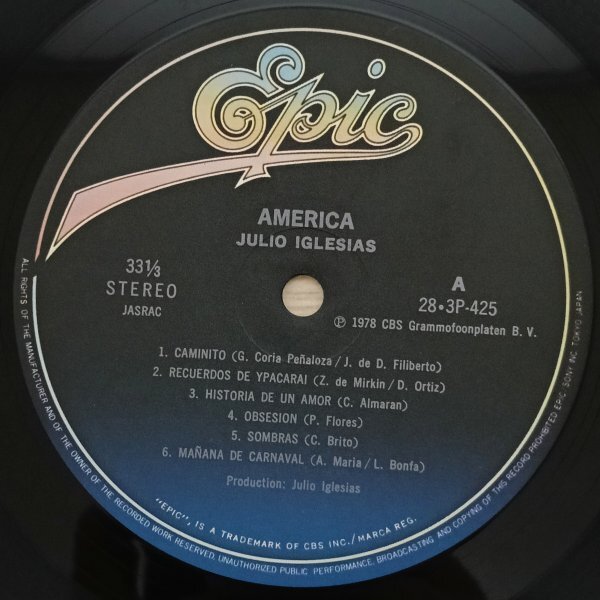 Epic
AMERICA
JULIO IGLESIAS
33⅓
STEREO
JASRAC
A
28・3P-425
℗ 1978 CBS Grammofoonplaten B. V.
1. CAMINITO (G. Coria Peñaloza/J. de D. Filiberto)
2. RECUERDOS DE YPACARAI (Z. de Mirkin/D. Ortiz)
3. HISTORIA DE UN AMOR (C. Almaran)
4. OBSESION (P. Flores)
5. SOMBRAS (C. Brito)
6. MAÑANA DE CARNAVAL (A. Maria/L. Bonfa)
Production: Julio Iglesias
"EPIC", IS A TRADEMARK OF CBS INC./MARCA REG.
ALL RIGHTS OF THE MANUFACTURER AND OF THE OWNER OF THE RECORDED WORK RESERVED, UNAUTHORIZED PUBLIC PERFORMANCE, BROADCASTING AND COPYING OF THIS RECORD PROHIBITED EPIC/SONY INC. TOKYO JAPAN